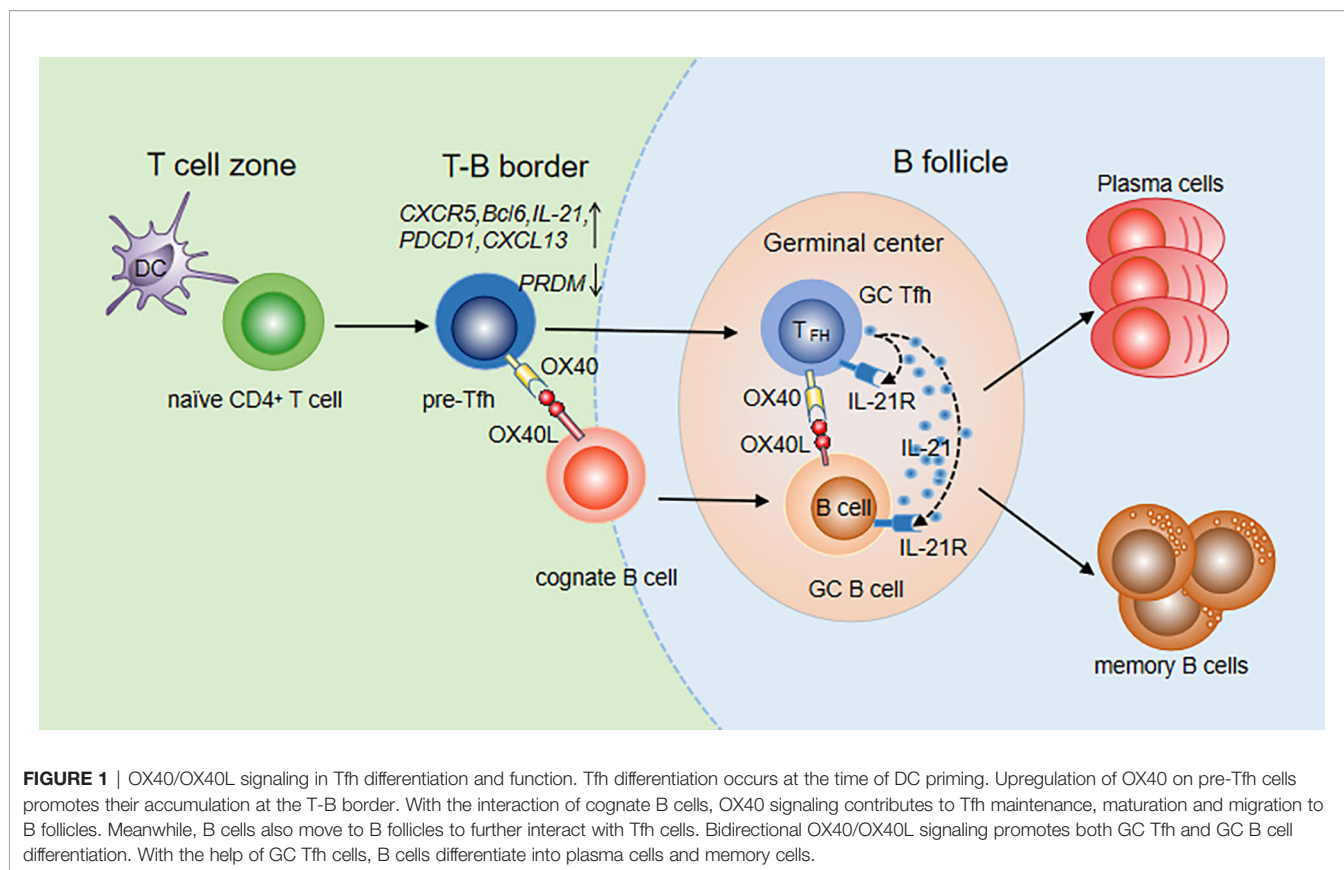 T cell zone
T-B border
B follicle
CXCR5,Bcl6,IL-21,
PDCD1,CXCL13
PRDM
DC
naïve CD4+ T cell
pre-Tfh
OX40
OX40L
cognate B cell
Germinal center
GC Tfh
TFH
OX40
IL-21R
OX40L
IL-21
B cell
IL-21R
GC B cell
Plasma cells
memory B cells
FIGURE 1 | OX40/OX40L signaling in Tfh differentiation and function. Tfh differentiation occurs at the time of DC priming. Upregulation of OX40 on pre-Tfh cells
promotes their accumulation at the T-B border. With the interaction of cognate B cells, OX40 signaling contributes to Tfh maintenance, maturation and migration to
B follicles. Meanwhile, B cells also move to B follicles to further interact with Tfh cells. Bidirectional OX40/OX40L signaling promotes both GC Tfh and GC B cell
differentiation. With the help of GC Tfh cells, B cells differentiate into plasma cells and memory cells.